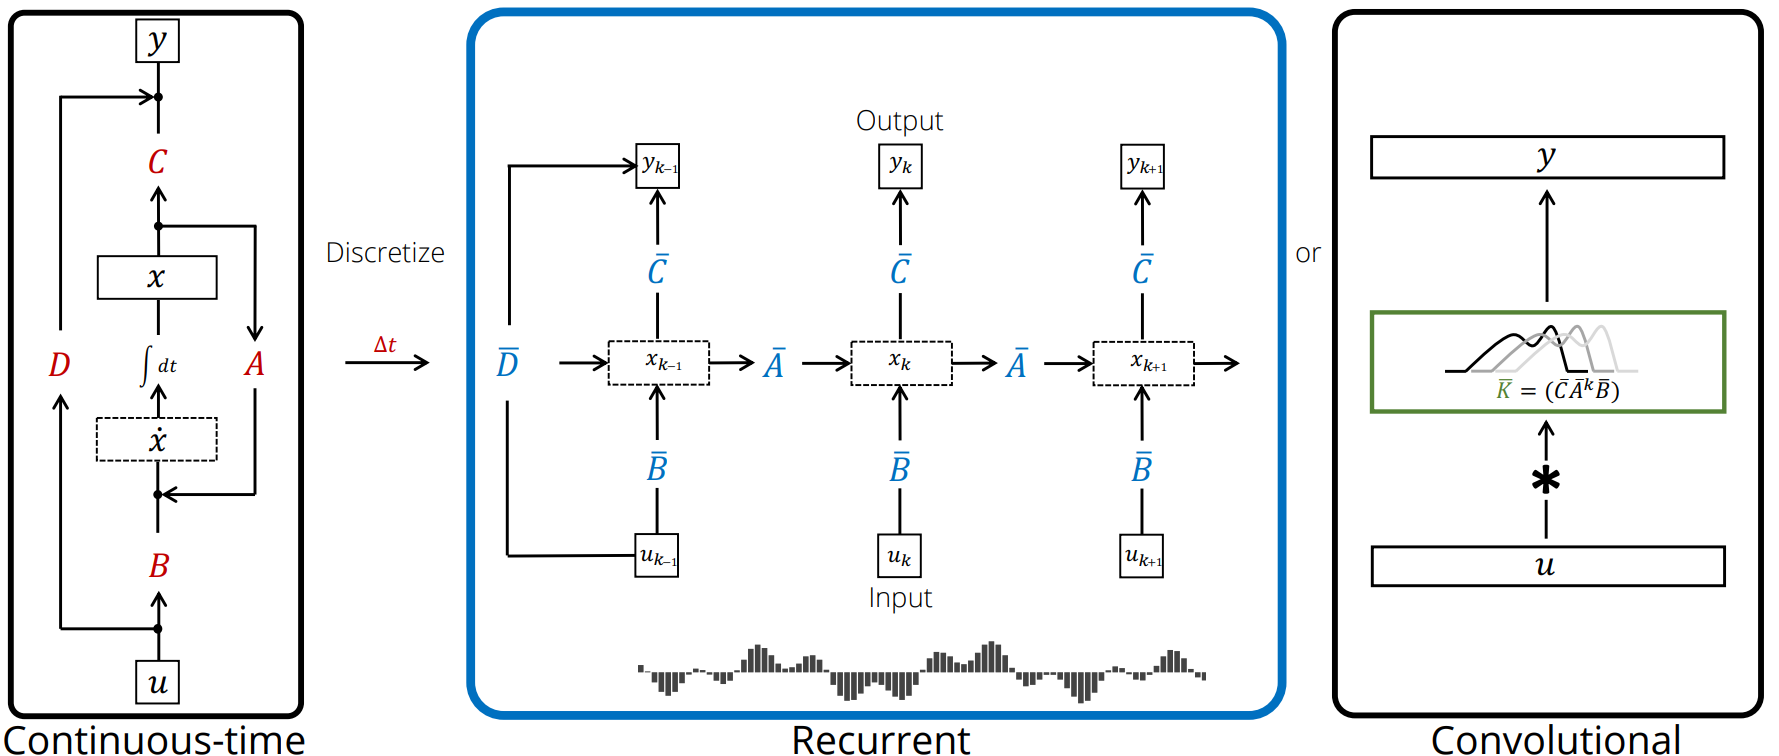 y
C
x
D
∫ dt
A
ẋ
B
u
Continuous-time
Discretize
Δt
Output
y_{k−1}
y_k
y_{k+1}
C̄
C̄
C̄
D̄
x_{k−1}
Ā
x_k
Ā
x_{k+1}
B̄
B̄
B̄
u_{k−1}
u_k
u_{k+1}
Input
Recurrent
or
y
K̄ = (C̄Ā^kB̄)
*
u
Convolutional